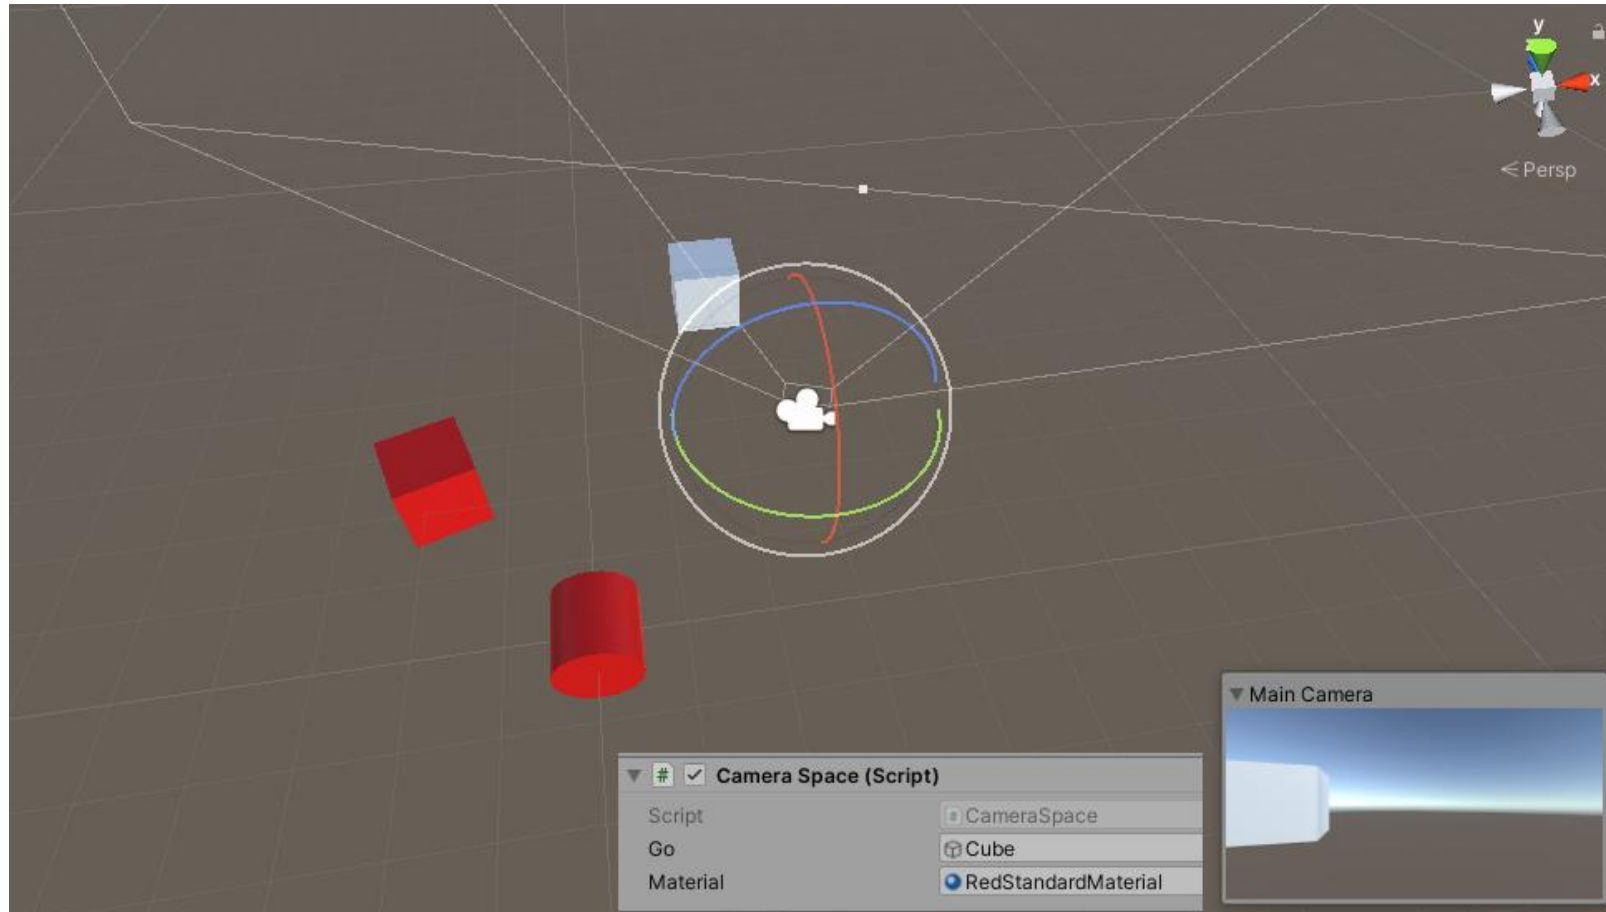 y
x
< Persp
Main Camera
# Camera Space (Script)
Script # CameraSpace
Go Cube
Material RedStandardMaterial